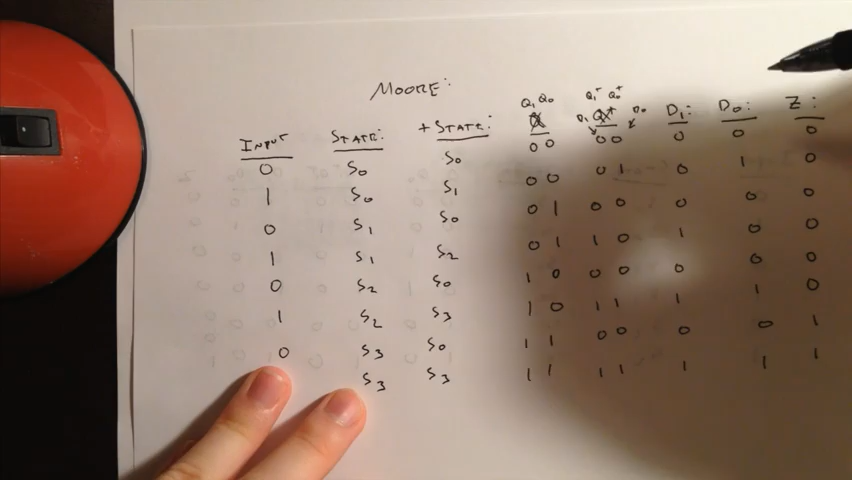 MOORE:
Q1 Q0 Q1+ Q0+
INPUT STATE: + STATE: Q D1 Q+ D0 D1: D0: Z:
0 S0 S0 0 0 0 0 0 0 0
1 S0 S1 0 0 0 1 0 1 0
0 S1 S0 0 1 0 0 0 0 0
1 S1 S2 0 1 1 0 1 0 0
0 S2 S0 1 0 0 0 0 0 0
1 S2 S3 1 0 1 1 1 1 0
0 S3 S0 1 1 0 0 0 0 1
S3 S3 1 1 1 1 1 1 1